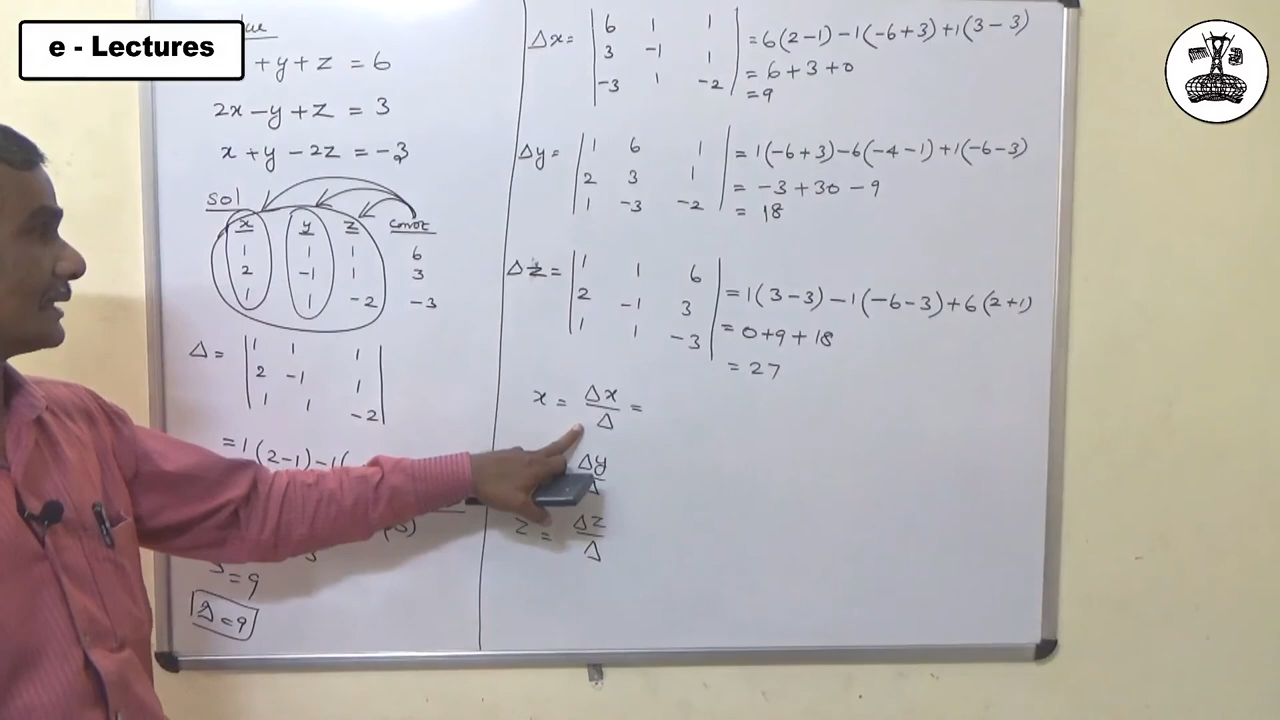 e - Lectures
+y+z = 6
2x-y+z = 3
x+y-2z = -3
Sol
x y z const
1 1 1 6
2 -1 1 3
1 1 -2 -3
Δ = | 1 1 1 |
| 2 -1 1 |
| 1 1 -2 |
= 1(2-1)-1(
= 9
Δ = 9
Δx = | 6 1 1 | = 6(2-1)-1(-6+3)+1(3-3)
| 3 -1 1 | = 6+3+0
| -3 1 -2 | = 9
Δy = | 1 6 1 | = 1(-6+3)-6(-4-1)+1(-6-3)
| 2 3 1 | = -3+30-9
| 1 -3 -2 | = 18
Δz = | 1 1 6 | = 1(3-3)-1(-6-3)+6(2+1)
| 2 -1 3 | = 0+9+18
| 1 1 -3 | = 27
x = Δx/Δ =
Δy/Δ
z = Δz/Δ